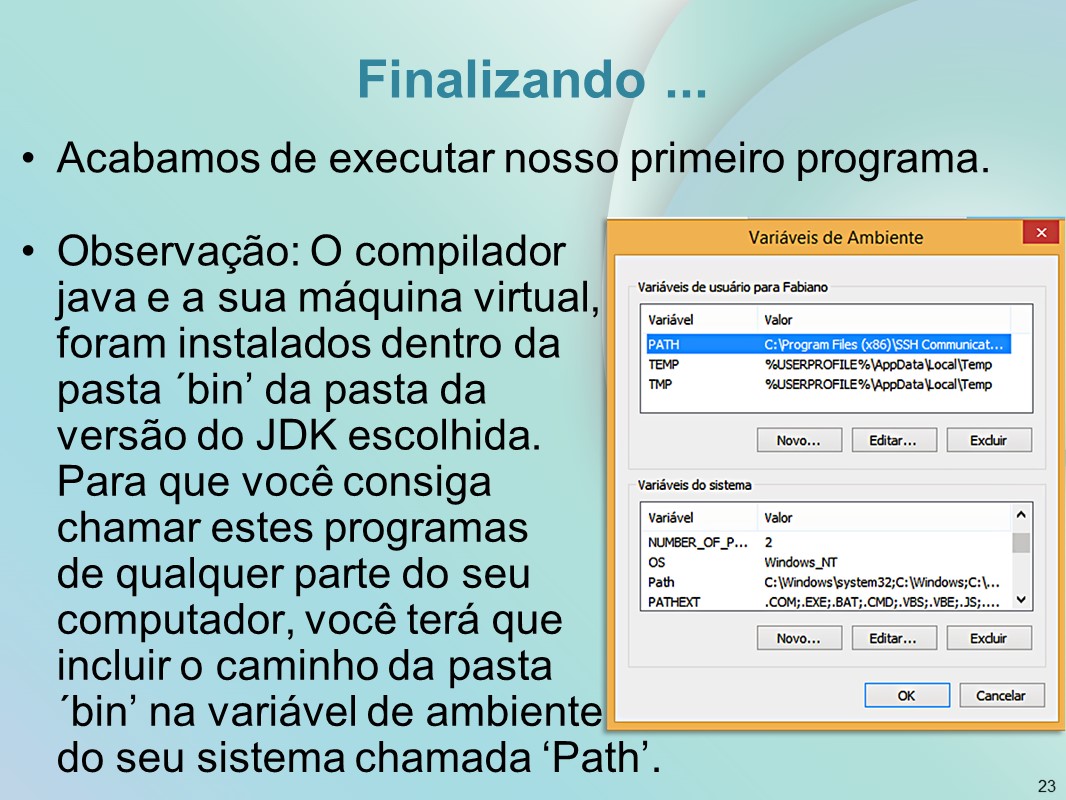 Finalizando ...
• Acabamos de executar nosso primeiro programa.
• Observação: O compilador
java e a sua máquina virtual,
foram instalados dentro da
pasta ´bin’ da pasta da
versão do JDK escolhida.
Para que você consiga
chamar estes programas
de qualquer parte do seu
computador, você terá que
incluir o caminho da pasta
´bin’ na variável de ambiente
do seu sistema chamada ‘Path’.
Variáveis de Ambiente
Variáveis de usuário para Fabiano
Variável Valor
PATH C:\Program Files (x86)\SSH Communicat...
TEMP %USERPROFILE%\AppData\Local\Temp
TMP %USERPROFILE%\AppData\Local\Temp
Novo... Editar... Excluir
Variáveis do sistema
Variável Valor
NUMBER_OF_P... 2
OS Windows_NT
Path C:\Windows\system32;C:\Windows;C:\...
PATHEXT .COM;.EXE;.BAT;.CMD;.VBS;.VBE;.JS;....
Novo... Editar... Excluir
OK Cancelar
23